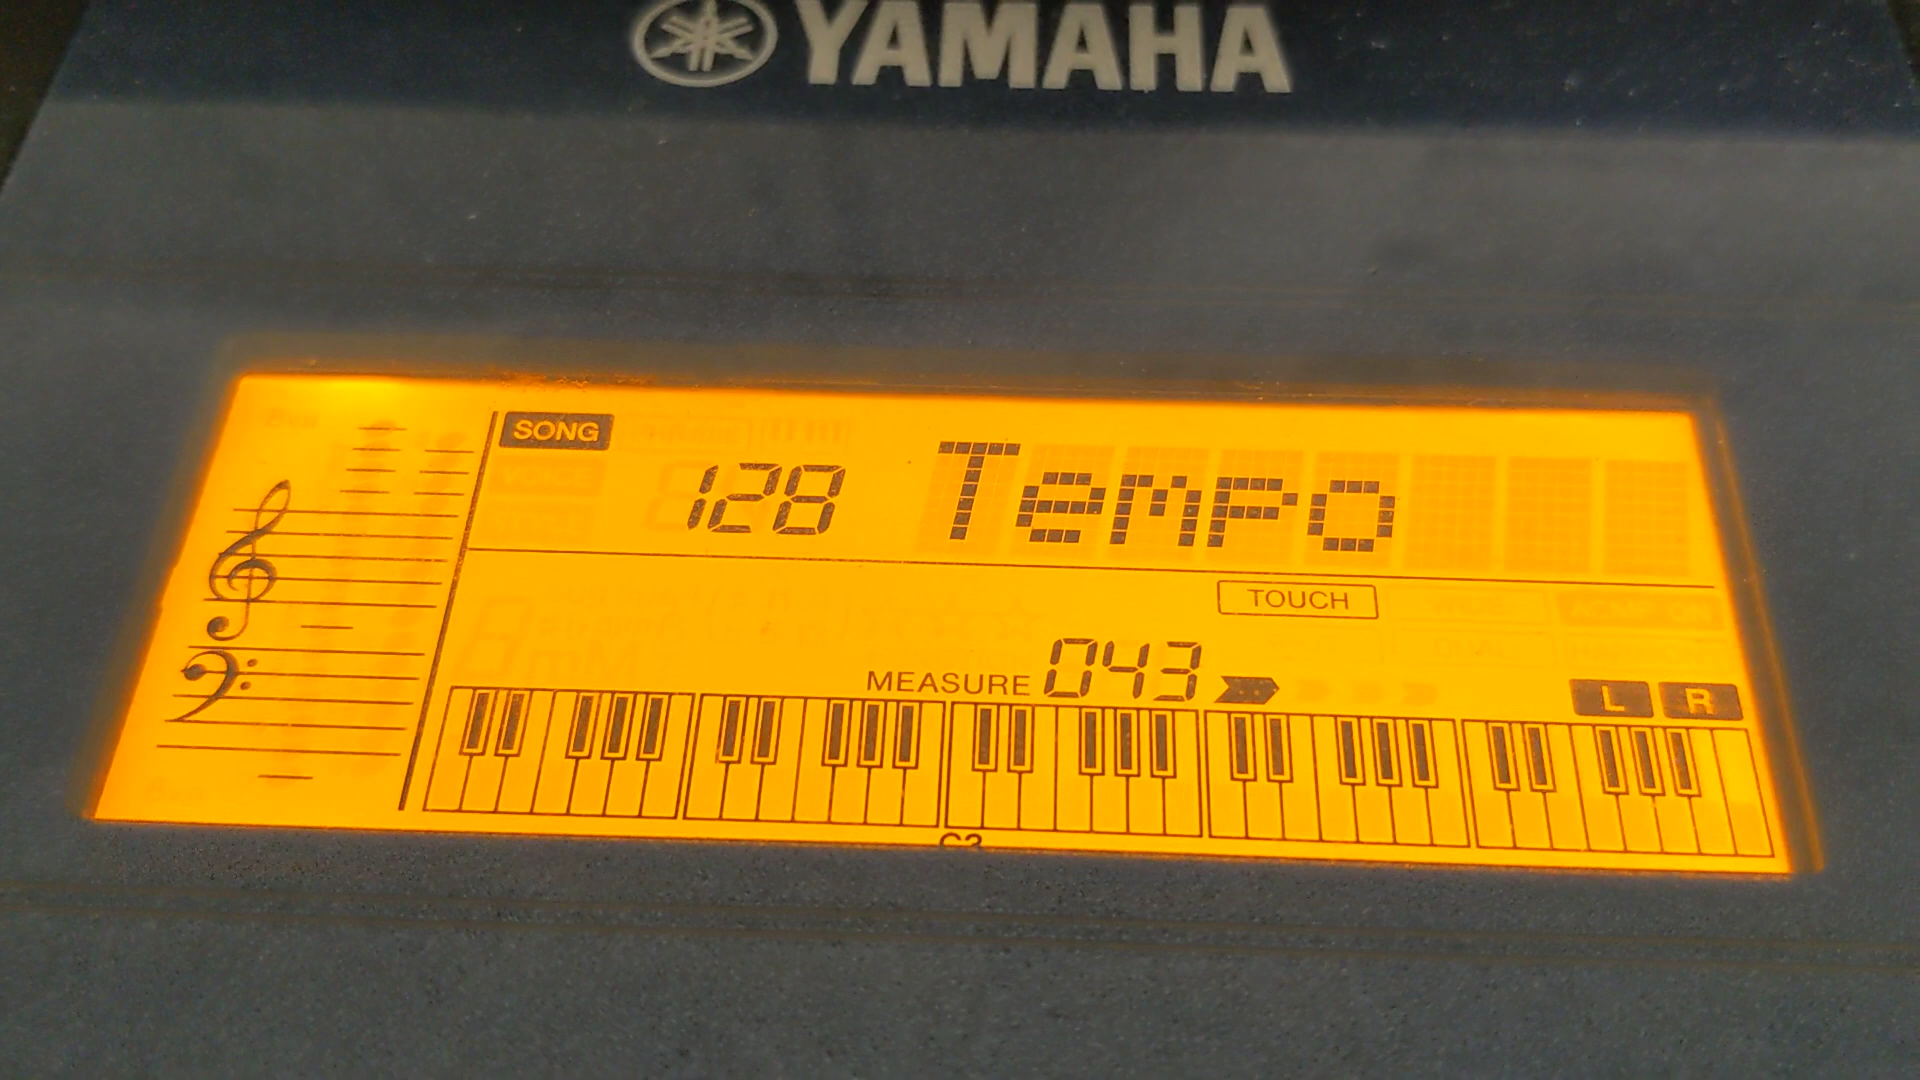 YAMAHA
SONG
128 Tempo
TOUCH
MEASURE 043
L R